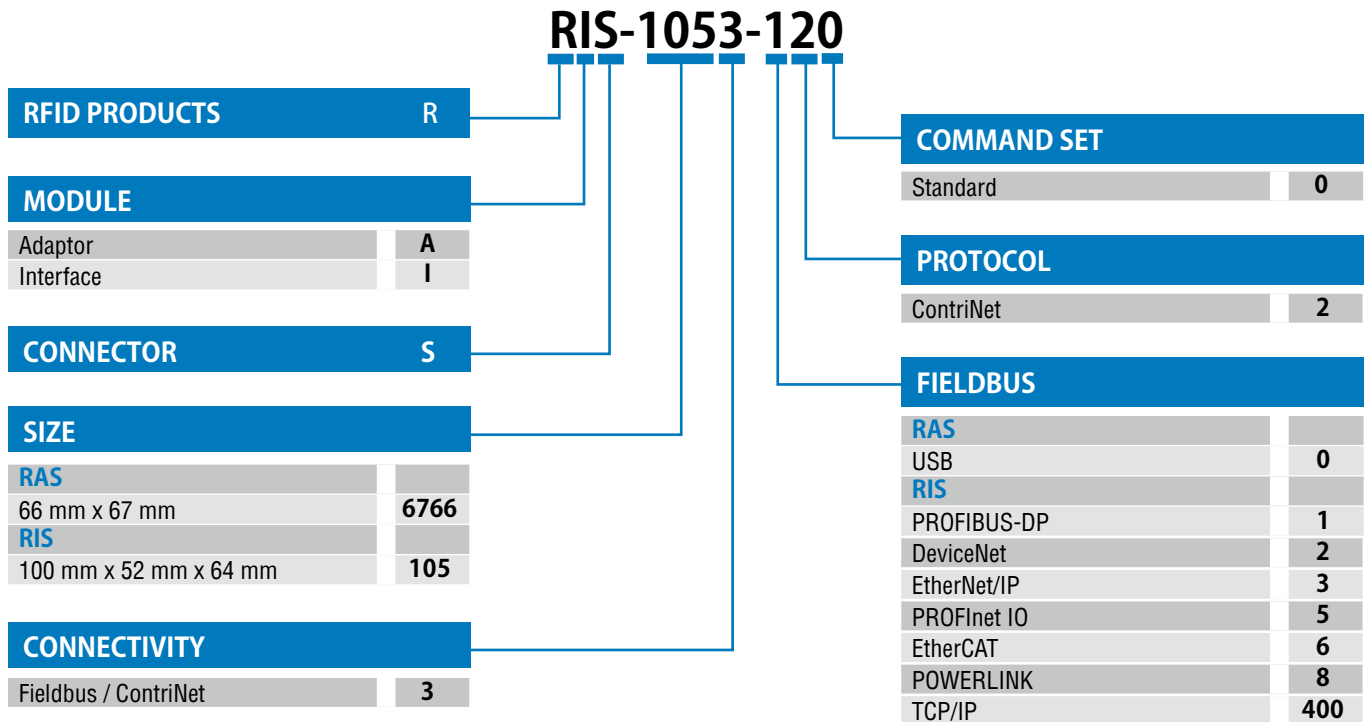 RIS-1053-120
RFID PRODUCTS R
MODULE
Adaptor A
Interface I
CONNECTOR S
SIZE
RAS
66 mm x 67 mm 6766
RIS
100 mm x 52 mm x 64 mm 105
CONNECTIVITY
Fieldbus / ContriNet 3
COMMAND SET
Standard 0
PROTOCOL
ContriNet 2
FIELDBUS
RAS
USB 0
RIS
PROFIBUS-DP 1
DeviceNet 2
EtherNet/IP 3
PROFInet IO 5
EtherCAT 6
POWERLINK 8
TCP/IP 400